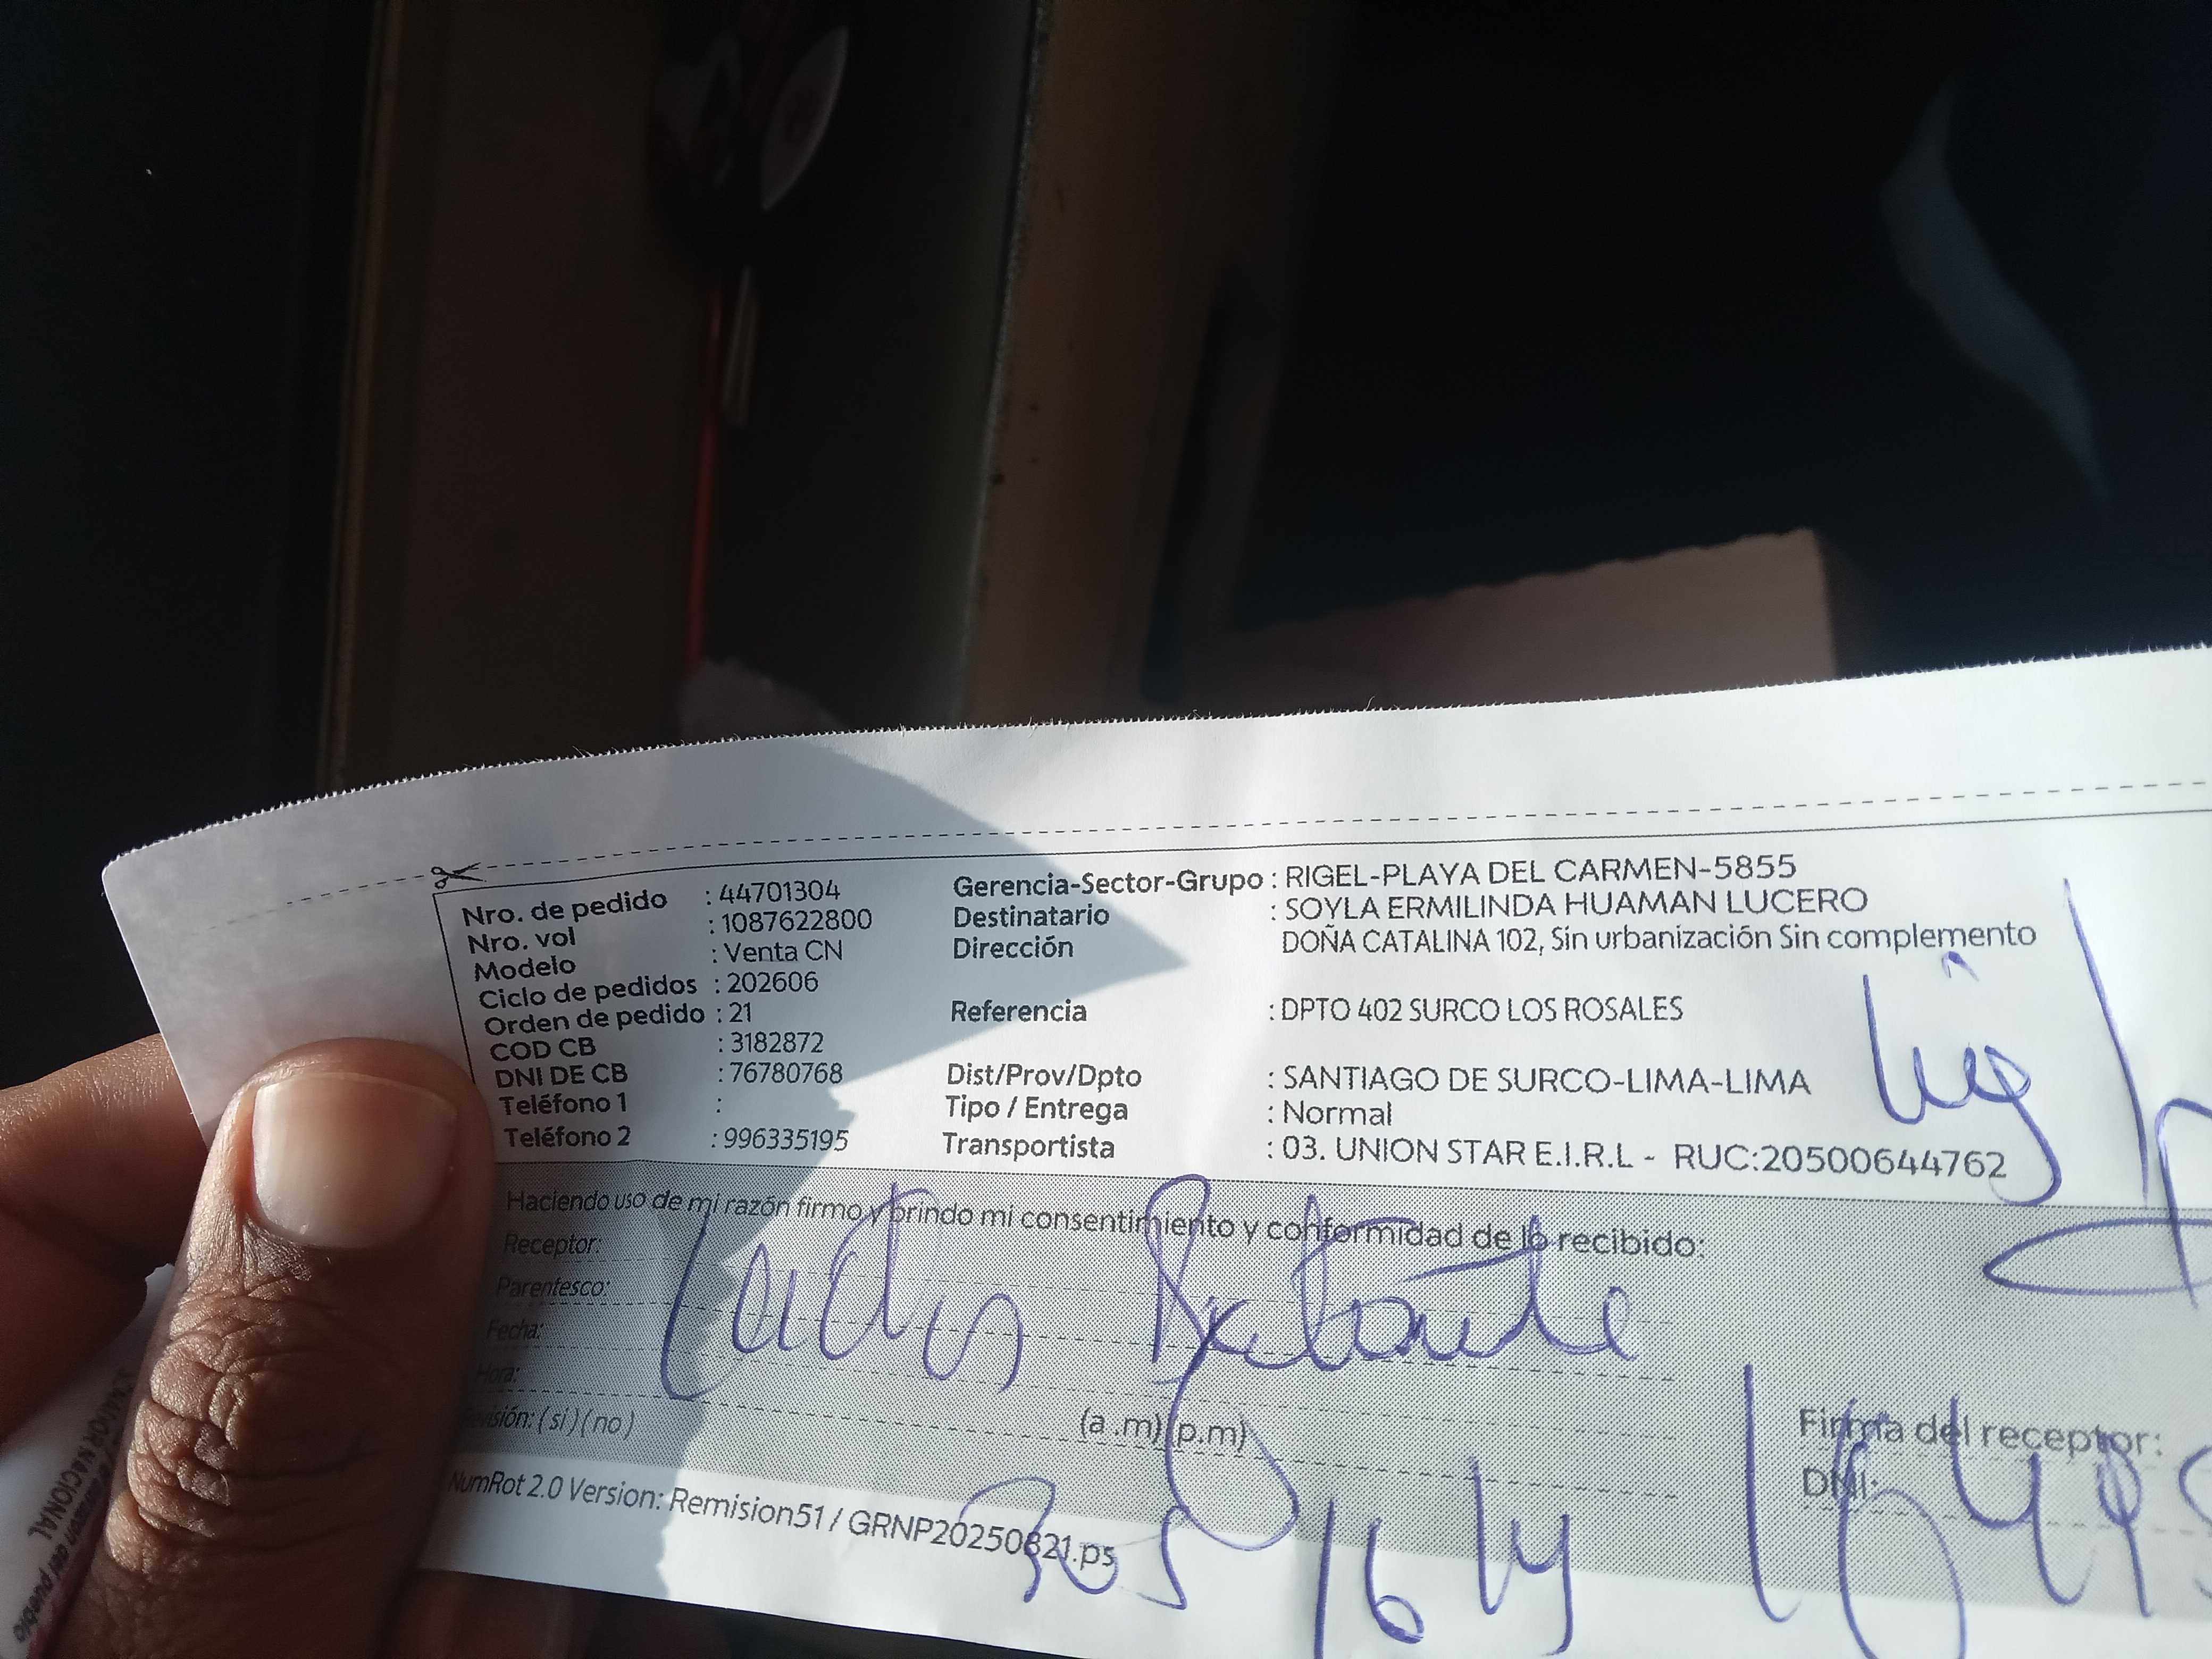 Nro. de pedido : 44701304
Nro. vol : 1087622800
Modelo : Venta CN
Ciclo de pedidos : 202606
Orden de pedido : 21
COD CB : 3182872
DNI DE CB : 76780768
Teléfono 1 :
Teléfono 2 : 996335195
Gerencia-Sector-Grupo : RIGEL-PLAYA DEL CARMEN-5855
Destinatario : SOYLA ERMILINDA HUAMAN LUCERO
Dirección DOÑA CATALINA 102, Sin urbanización Sin complemento
Referencia : DPTO 402 SURCO LOS ROSALES
Dist/Prov/Dpto : SANTIAGO DE SURCO-LIMA-LIMA
Tipo / Entrega : Normal
Transportista : 03. UNION STAR E.I.R.L - RUC:20500644762
Haciendo uso de mi razón firmo y brindo mi consentimiento y conformidad de lo recibido:
Receptor:
Parentesco:
Fecha:
Hora:
(si) (no) (a .m) (p.m)
Firma del receptor:
DNI:
NumRot 2.0 Version: Remision51 / GRNP20250821.ps
NACIONAL